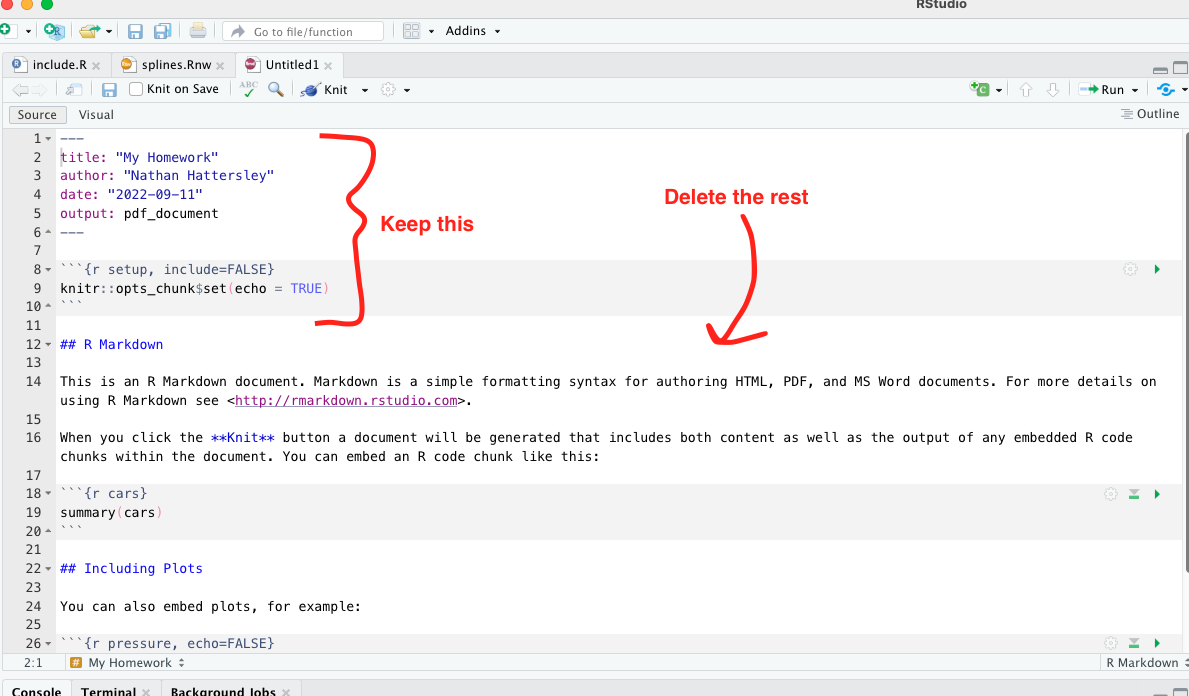 RStudio
Go to file/function
Addins
include.R
splines.Rnw
Untitled1
Knit on Save
ABC
Knit
Run
Source
Visual
Outline
1 ---
2 title: "My Homework"
3 author: "Nathan Hattersley"
4 date: "2022-09-11"
5 output: pdf_document
6 ---
7
8 ```{r setup, include=FALSE}
9 knitr::opts_chunk$set(echo = TRUE)
10 ```
Keep this
Delete the rest
11
12 ## R Markdown
13
14 This is an R Markdown document. Markdown is a simple formatting syntax for authoring HTML, PDF, and MS Word documents. For more details on
using R Markdown see <http://rmarkdown.rstudio.com>.
15
16 When you click the **Knit** button a document will be generated that includes both content as well as the output of any embedded R code
chunks within the document. You can embed an R code chunk like this:
17
18 ```{r cars}
19 summary(cars)
20 ```
21
22 ## Including Plots
23
24 You can also embed plots, for example:
25
26 ```{r pressure, echo=FALSE}
2:1
# My Homework
R Markdown
Console
Terminal
Background Jobs